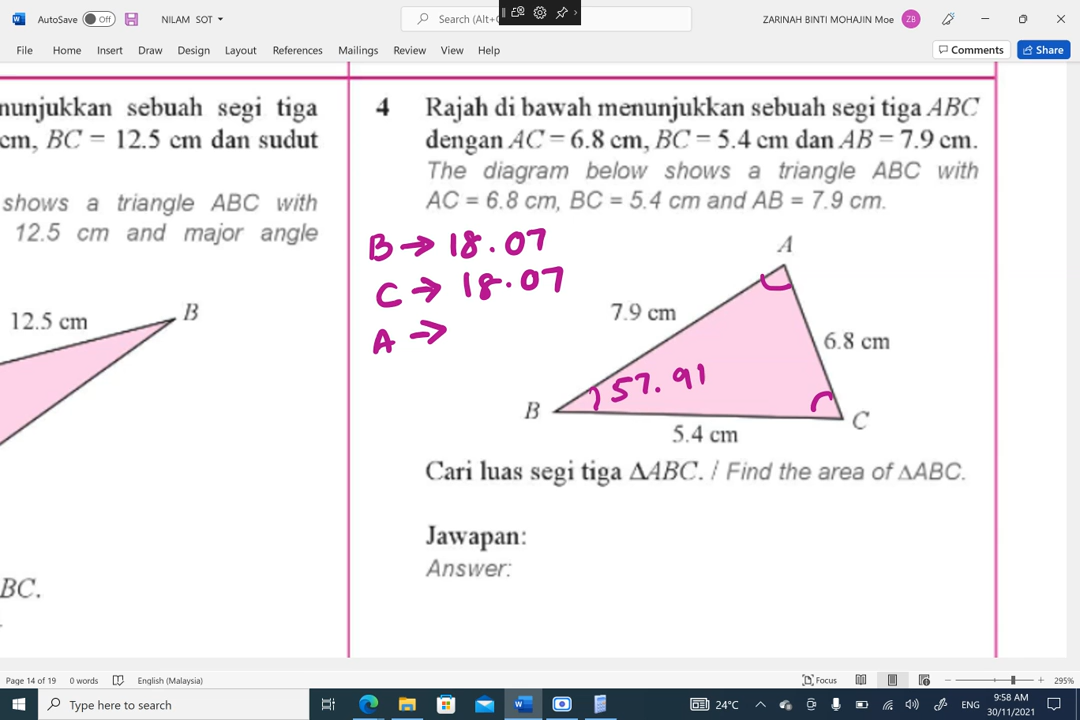 AutoSave Off NILAM SOT Search (Alt+ ZARINAH BINTI MOHAJIN Moe ZB
File Home Insert Draw Design Layout References Mailings Review View Help Comments Share
nunjukkan sebuah segi tiga
cm, BC = 12.5 cm dan sudut
shows a triangle ABC with
12.5 cm and major angle
12.5 cm
B
BC.
4 Rajah di bawah menunjukkan sebuah segi tiga ABC
dengan AC = 6.8 cm, BC = 5.4 cm dan AB = 7.9 cm.
The diagram below shows a triangle ABC with
AC = 6.8 cm, BC = 5.4 cm and AB = 7.9 cm.
B → 18.07
C → 18.07
A →
A
7.9 cm
6.8 cm
57.91
B
C
5.4 cm
Cari luas segi tiga ΔABC. / Find the area of ΔABC.
Jawapan:
Answer:
Page 14 of 19 0 words English (Malaysia) Focus 295%
Type here to search 24°C ENG 9:58 AM
30/11/2021